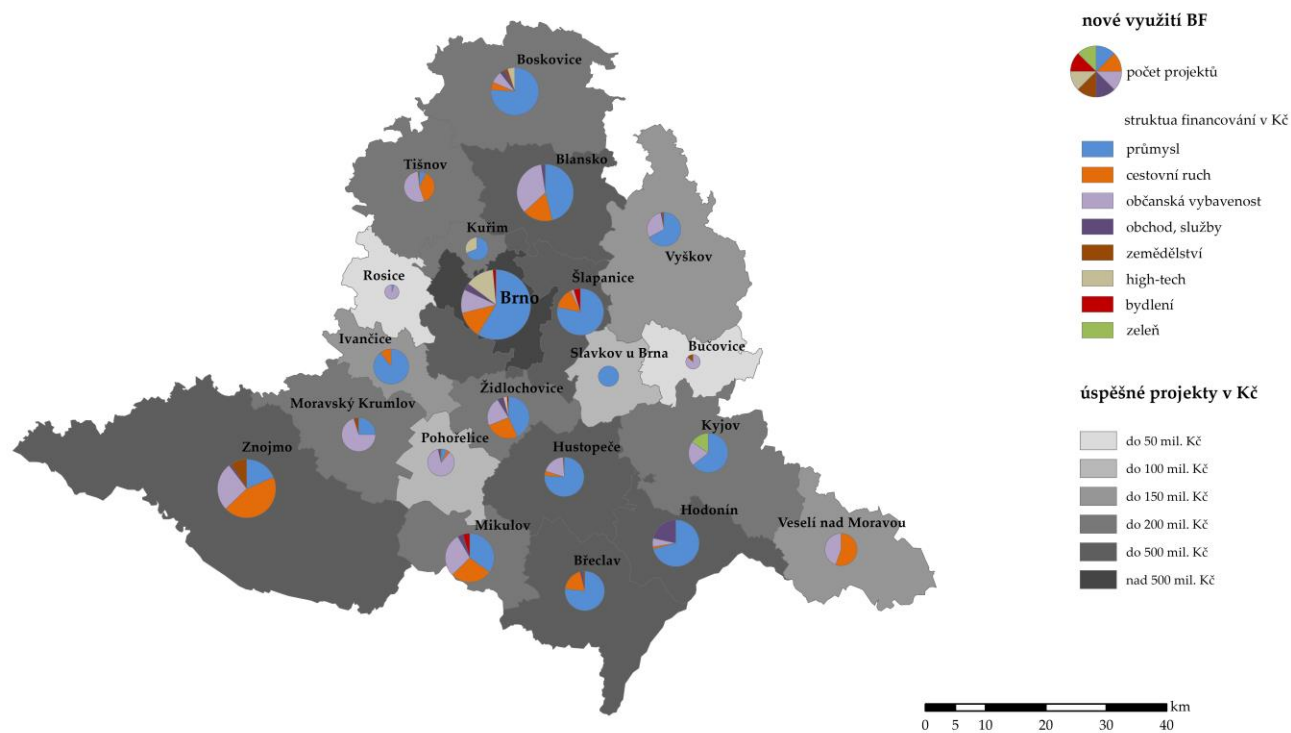 Boskovice
Tišnov
Blansko
Kuřim
Vyškov
Rosice
Brno
Šlapanice
Ivančice
Slavkov u Brna
Bučovice
Židlochovice
Moravský Krumlov
Pohořelice
Kyjov
Znojmo
Hustopeče
Hodonín
Veselí nad Moravou
Mikulov
Břeclav
nové využití BF
počet projektů
struktua financování v Kč
průmysl
cestovní ruch
občanská vybavenost
obchod, služby
zemědělství
high-tech
bydlení
zeleň
úspěšné projekty v Kč
do 50 mil. Kč
do 100 mil. Kč
do 150 mil. Kč
do 200 mil. Kč
do 500 mil. Kč
nad 500 mil. Kč
km
0 5 10 20 30 40